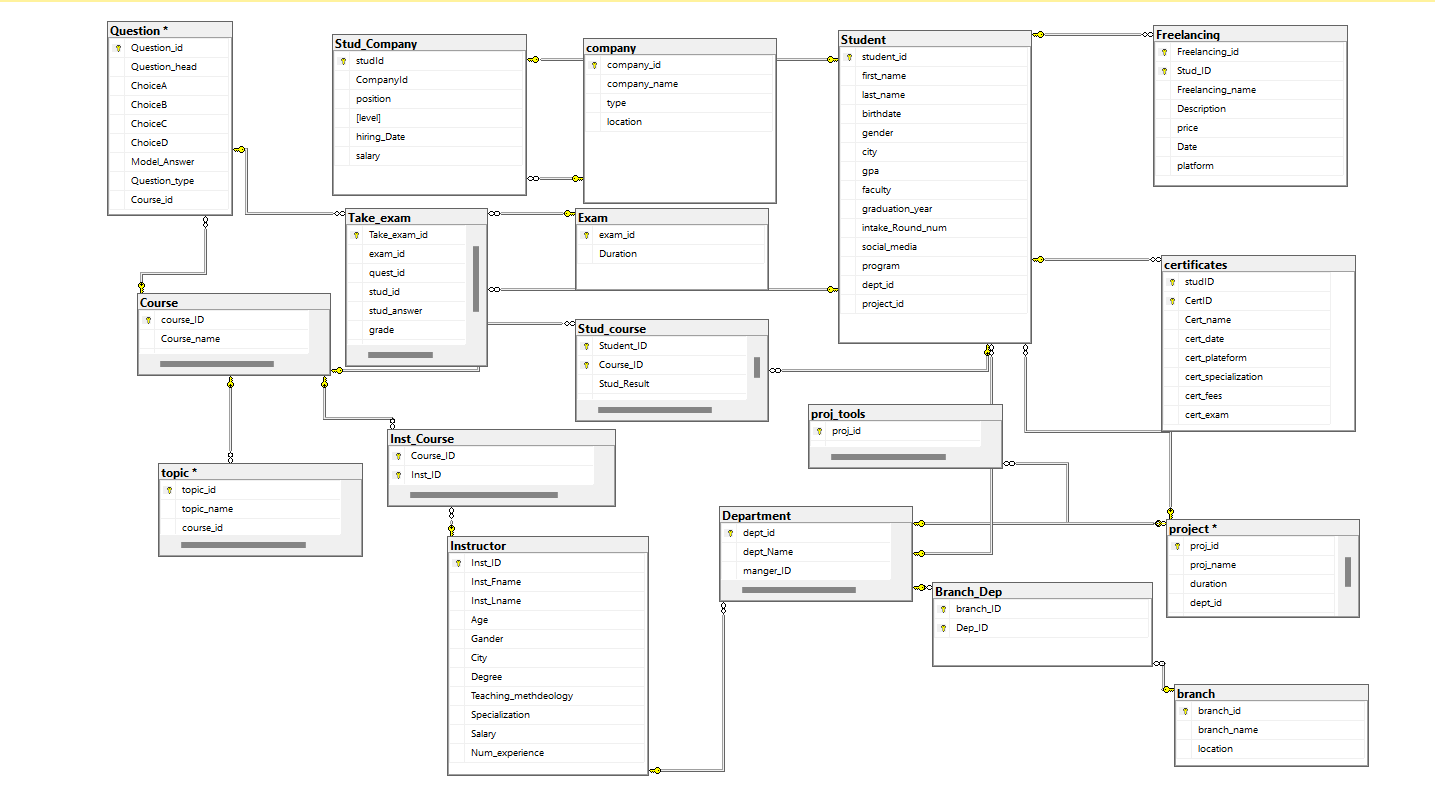 Question *
Question_id
Question_head
ChoiceA
ChoiceB
ChoiceC
ChoiceD
Model_Answer
Question_type
Course_id
Stud_Company
studId
CompanyId
position
[level]
hiring_Date
salary
company
company_id
company_name
type
location
Student
student_id
first_name
last_name
birthdate
gender
city
gpa
faculty
graduation_year
intake_Round_num
social_media
program
dept_id
project_id
Freelancing
Freelancing_id
Stud_ID
Freelancing_name
Description
price
Date
platform
Take_exam
Take_exam_id
exam_id
quest_id
stud_id
stud_answer
grade
Exam
exam_id
Duration
certificates
studID
CertID
Cert_name
cert_date
cert_plateform
cert_specialization
cert_fees
cert_exam
Course
course_ID
Course_name
Stud_course
Student_ID
Course_ID
Stud_Result
proj_tools
proj_id
Inst_Course
Course_ID
Inst_ID
topic *
topic_id
topic_name
course_id
Department
dept_id
dept_Name
manger_ID
project *
proj_id
proj_name
duration
dept_id
Instructor
Inst_ID
Inst_Fname
Inst_Lname
Age
Gander
City
Degree
Teaching_methdeology
Specialization
Salary
Num_experience
Branch_Dep
branch_ID
Dep_ID
branch
branch_id
branch_name
location